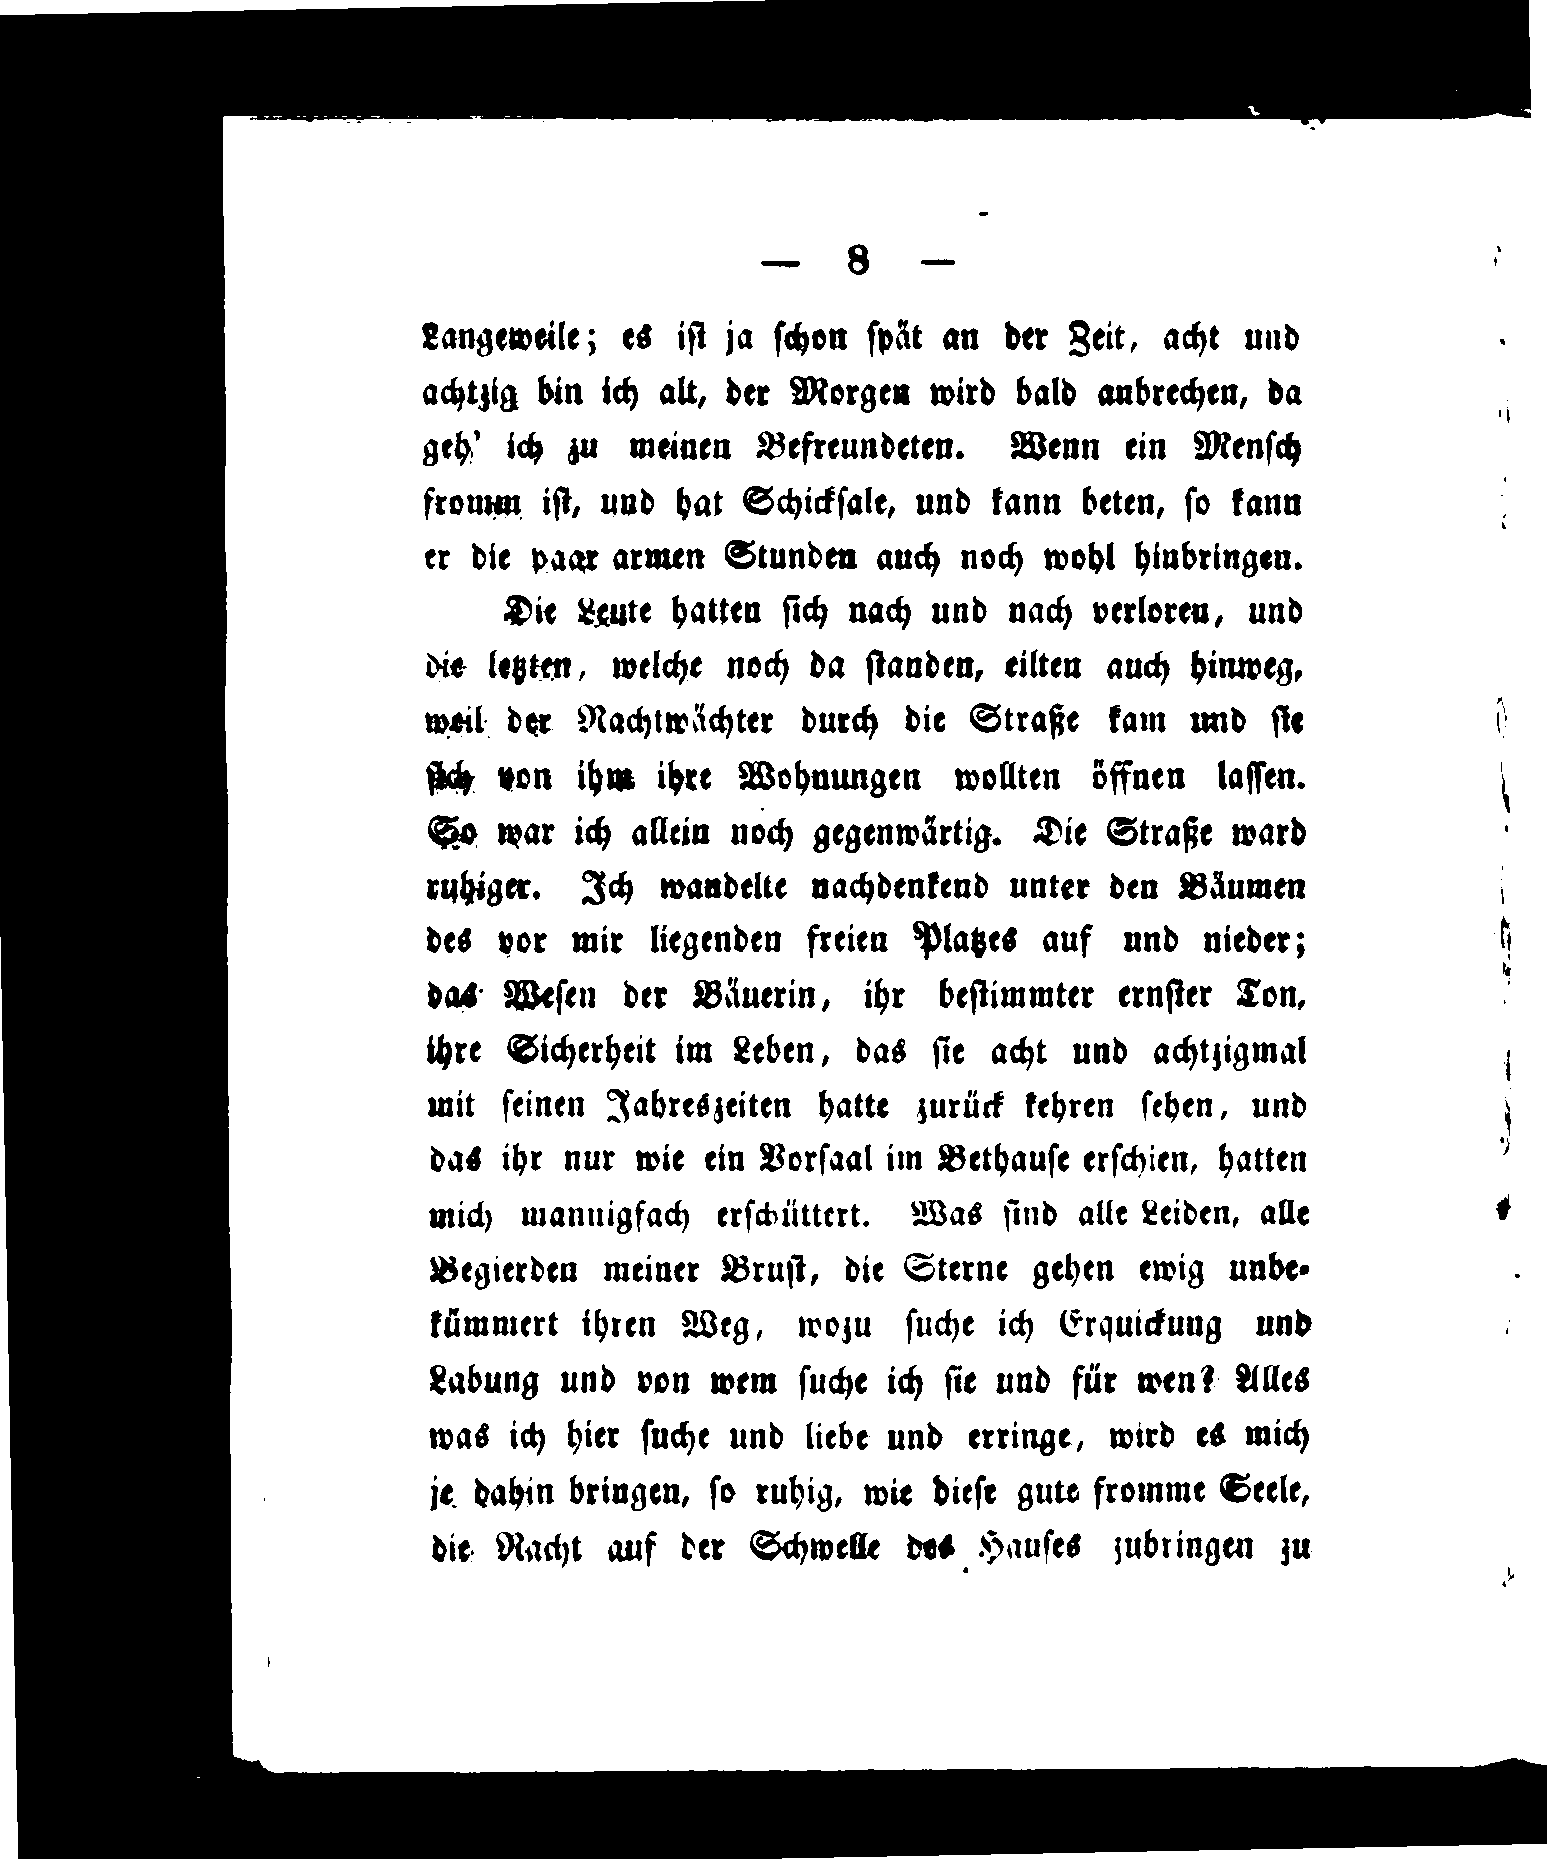 — 8 —
Langeweile; es iſt ja ſchon ſpät an der Zeit, acht und
achtzig bin ich alt, der Morgen wird bald anbrechen, da
geh' ich zu meinen Befreundeten. Wenn ein Menſch
fromm iſt, und hat Schickſale, und kann beten, ſo kann
er die paar armen Stunden auch noch wohl hinbringen.
Die Leute hatten ſich nach und nach verloren, und
die letzten, welche noch da ſtanden, eilten auch hinweg,
weil der Nachtwächter durch die Straße kam und ſie
ſich von ihm ihre Wohnungen wollten öffnen laſſen.
So war ich allein noch gegenwärtig. Die Straße ward
ruhiger. Ich wandelte nachdenkend unter den Bäumen
des vor mir liegenden freien Platzes auf und nieder;
das Weſen der Bäuerin, ihr beſtimmter ernſter Ton,
ihre Sicherheit im Leben, das ſie acht und achtzigmal
mit ſeinen Jahreszeiten hatte zurück kehren ſehen, und
das ihr nur wie ein Vorſaal im Bethauſe erſchien, hatten
mich mannigfach erſchüttert. Was ſind alle Leiden, alle
Begierden meiner Bruſt, die Sterne gehen ewig unbe-
kümmert ihren Weg, wozu ſuche ich Erquickung und
Labung und von wem ſuche ich ſie und für wen? Alles
was ich hier ſuche und liebe und erringe, wird es mich
je dahin bringen, ſo ruhig, wie dieſe gute fromme Seele,
die Nacht auf der Schwelle des Hauſes zubringen zu